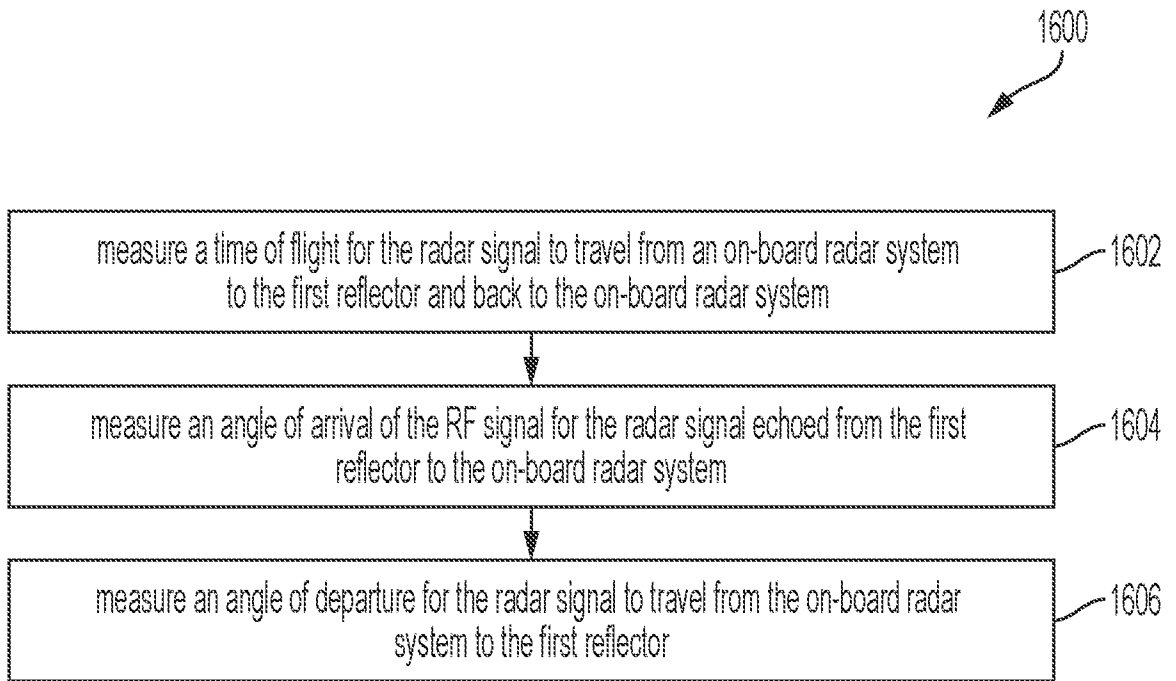 1600
measure a time of flight for the radar signal to travel from an on-board radar system
to the first reflector and back to the on-board radar system
1602
measure an angle of arrival of the RF signal for the radar signal echoed from the first
reflector to the on-board radar system
1604
measure an angle of departure for the radar signal to travel from the on-board radar
system to the first reflector
1606